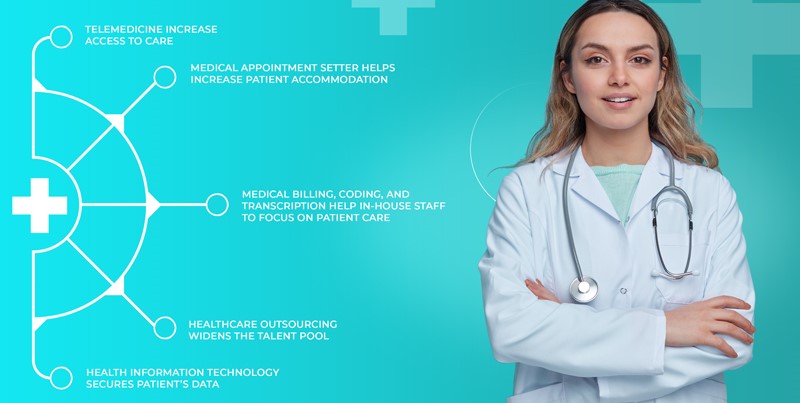 TELEMEDICINE INCREASE
ACCESS TO CARE
MEDICAL APPOINTMENT SETTER HELPS
INCREASE PATIENT ACCOMMODATION
MEDICAL BILLING, CODING, AND
TRANSCRIPTION HELP IN-HOUSE STAFF
TO FOCUS ON PATIENT CARE
HEALTHCARE OUTSOURCING
WIDENS THE TALENT POOL
HEALTH INFORMATION TECHNOLOGY
SECURES PATIENT'S DATA